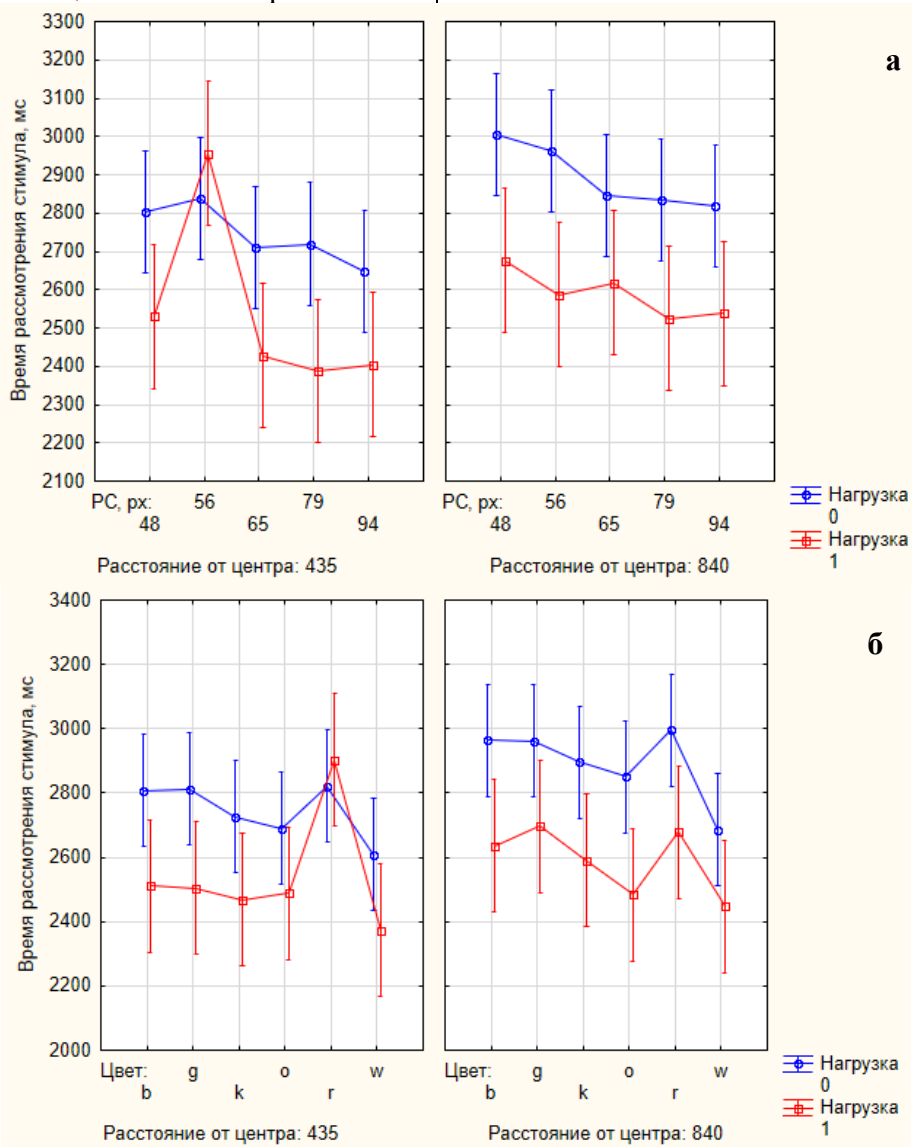 3300
3200
3100
3000
2900
2800
2700
2600
2500
2400
2300
2200
2100
Время рассмотрения стимула, мс
а
РС, px: 56 79
48 65 94
Расстояние от центра: 435
РС, px: 56 79
48 65 94
Расстояние от центра: 840
Нагрузка
0
Нагрузка
1
3400
3200
3000
2800
2600
2400
2200
2000
Время рассмотрения стимула, мс
б
Цвет: g o w
b k r
Расстояние от центра: 435
Цвет: g o w
b k r
Расстояние от центра: 840
Нагрузка
0
Нагрузка
1